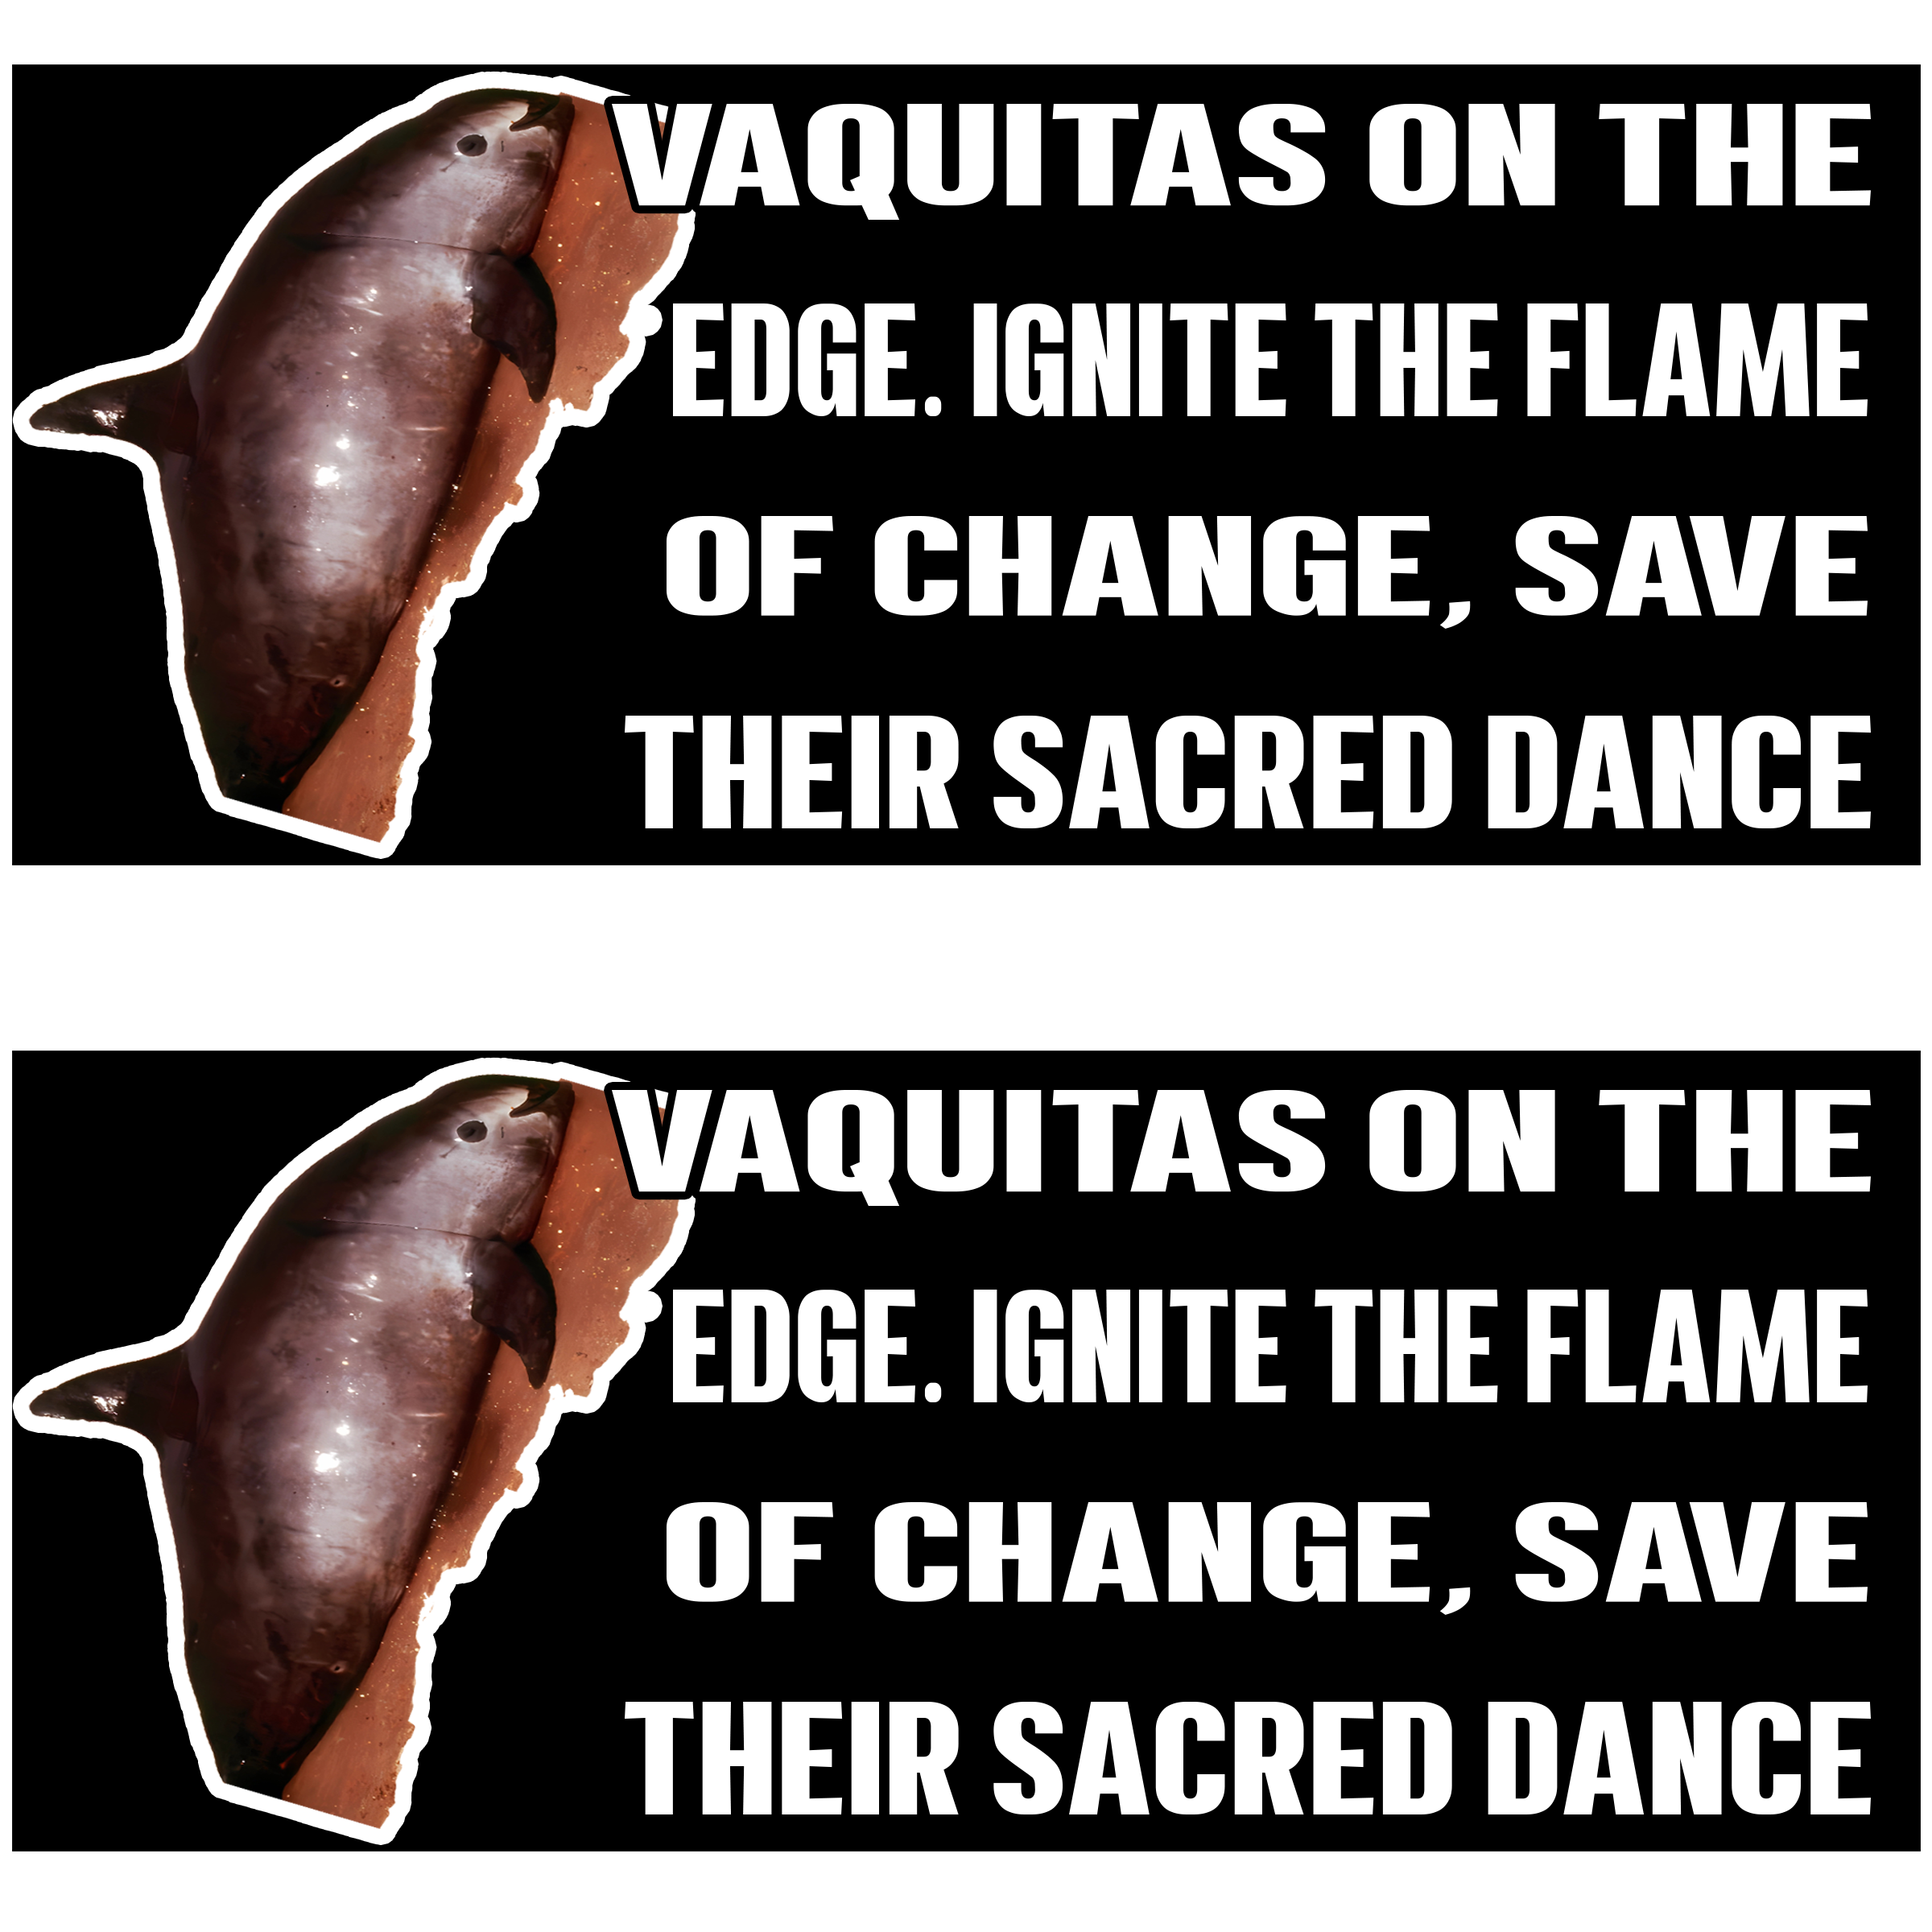 VAQUITAS ON THE
EDGE. IGNITE THE FLAME
OF CHANGE, SAVE
THEIR SACRED DANCE
VAQUITAS ON THE
EDGE. IGNITE THE FLAME
OF CHANGE, SAVE
THEIR SACRED DANCE